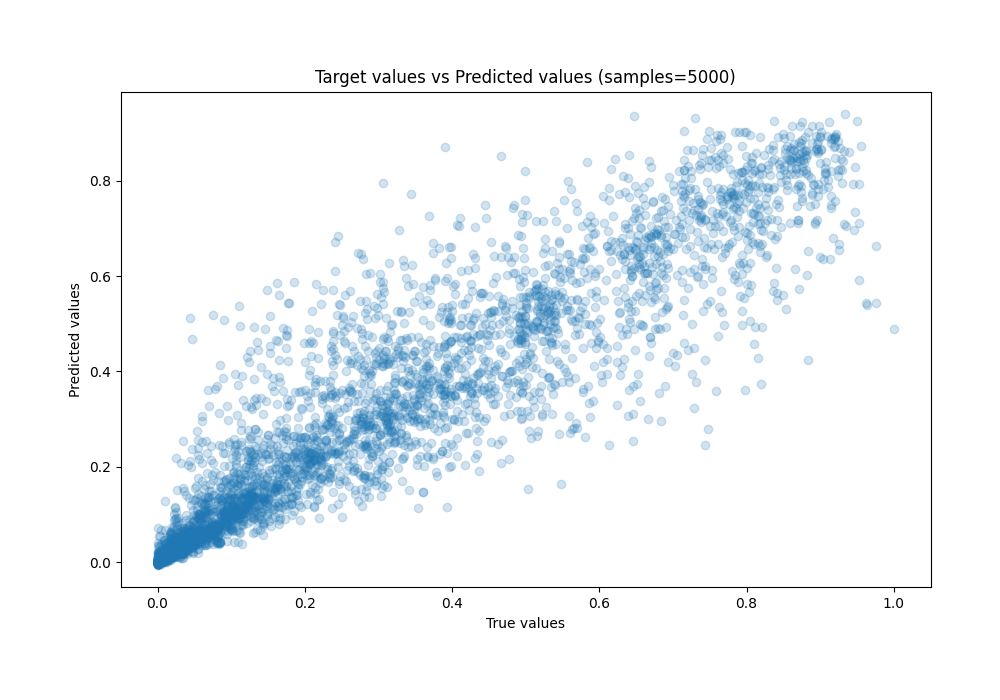 Target values vs Predicted values (samples=5000)
Predicted values
0.8
0.6
0.4
0.2
0.0
0.0 0.2 0.4 0.6 0.8 1.0
True values